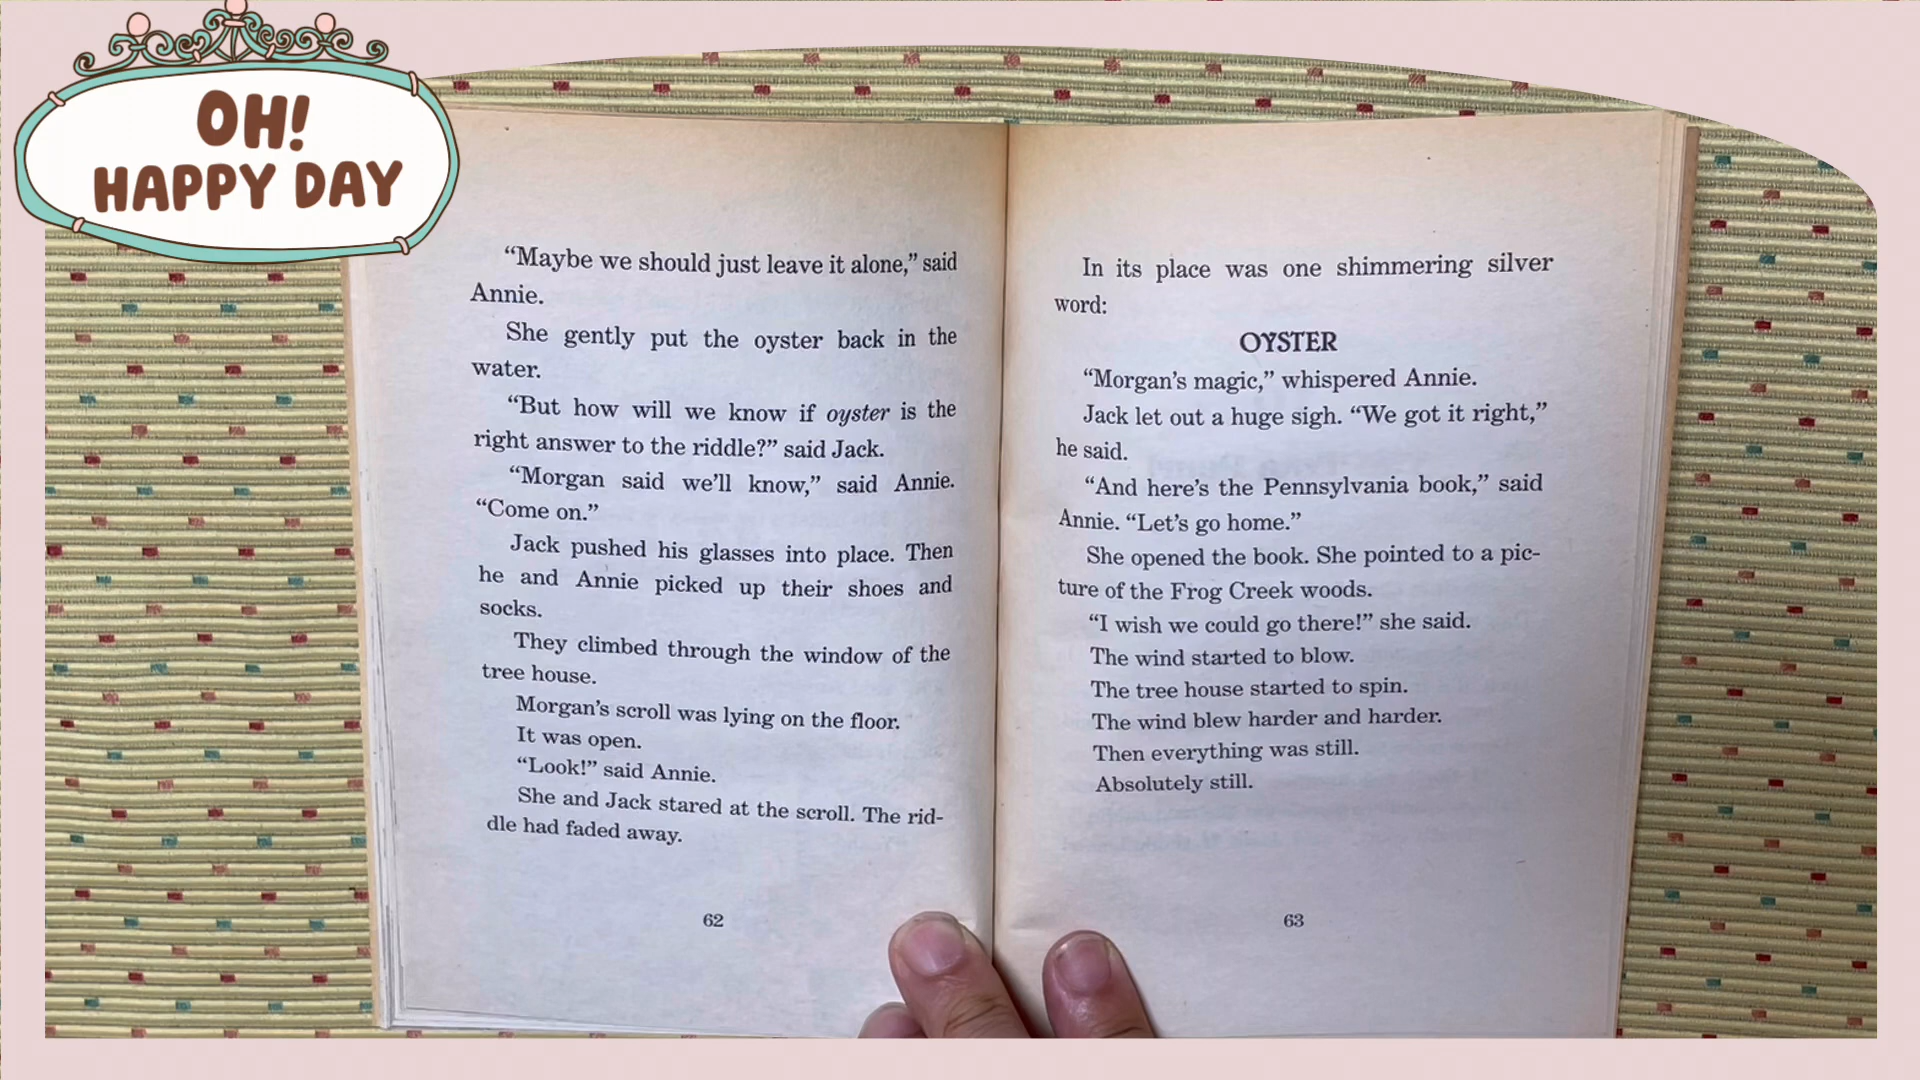 OH!
HAPPY DAY
“Maybe we should just leave it alone,” said
Annie.
She gently put the oyster back in the
water.
“But how will we know if oyster is the
right answer to the riddle?” said Jack.
“Morgan said we’ll know,” said Annie.
“Come on.”
Jack pushed his glasses into place. Then
he and Annie picked up their shoes and
socks.
They climbed through the window of the
tree house.
Morgan’s scroll was lying on the floor.
It was open.
“Look!” said Annie.
She and Jack stared at the scroll. The rid-
dle had faded away.
62
In its place was one shimmering silver
word:
OYSTER
“Morgan’s magic,” whispered Annie.
Jack let out a huge sigh. “We got it right,”
he said.
“And here’s the Pennsylvania book,” said
Annie. “Let’s go home.”
She opened the book. She pointed to a pic-
ture of the Frog Creek woods.
“I wish we could go there!” she said.
The wind started to blow.
The tree house started to spin.
The wind blew harder and harder.
Then everything was still.
Absolutely still.
63